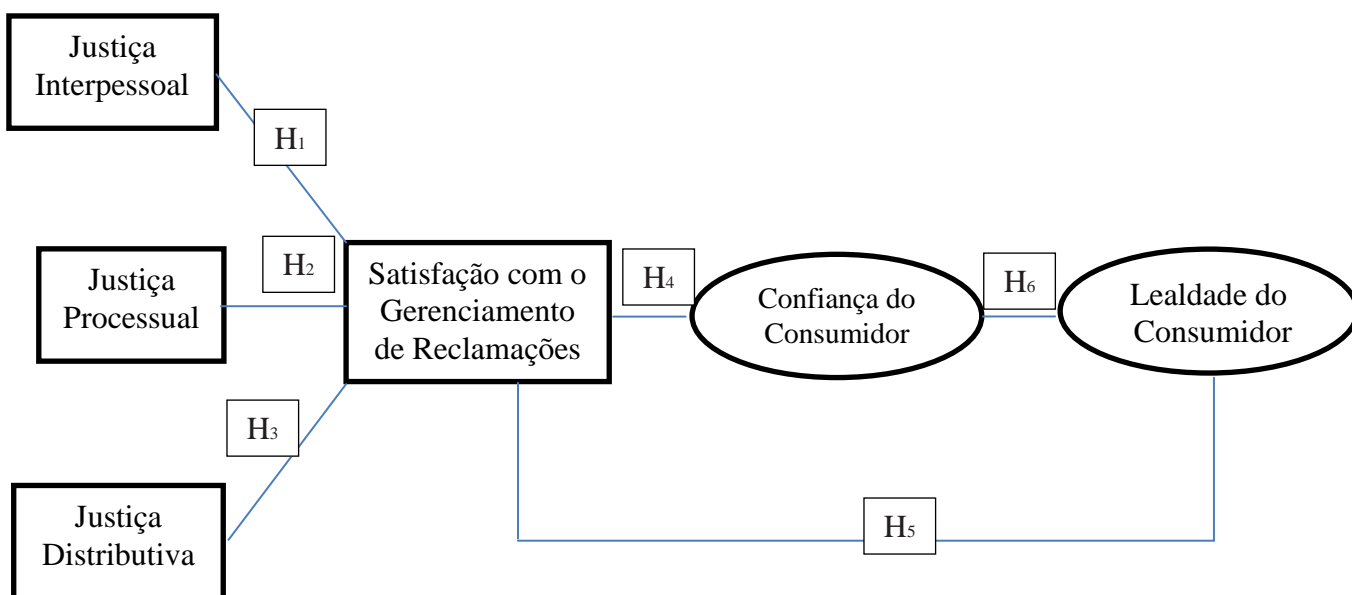 Justiça
Interpessoal
H₁
Justiça
Processual
H₂
Satisfação com o
Gerenciamento
de Reclamações
H₄
Confiança do
Consumidor
H₆
Lealdade do
Consumidor
H₃
Justiça
Distributiva
H₅